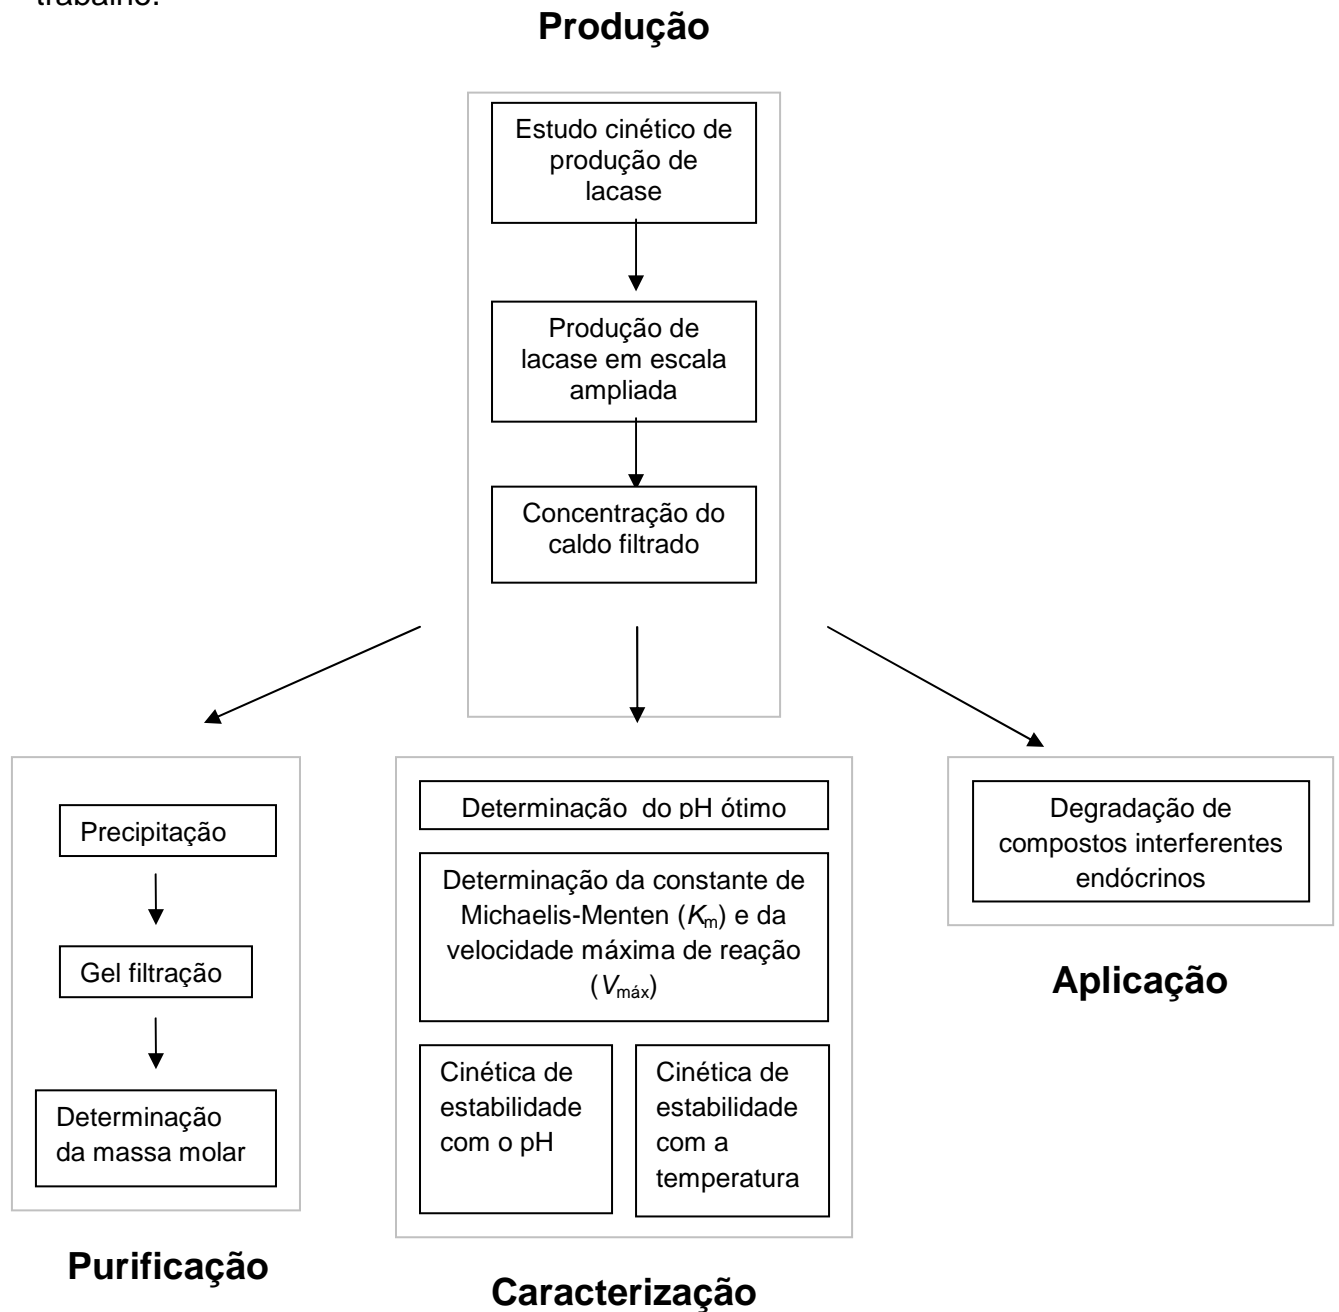 trabalho.
Produção
Estudo cinético de
produção de
lacase
Produção de
lacase em escala
ampliada
Concentração do
caldo filtrado
Precipitação
Gel filtração
Determinação
da massa molar
Purificação
Determinação do pH ótimo
Determinação da constante de
Michaelis-Menten (Km) e da
velocidade máxima de reação
(Vmáx)
Cinética de
estabilidade
com o pH
Cinética de
estabilidade
com a
temperatura
Caracterização
Degradação de
compostos interferentes
endócrinos
Aplicação